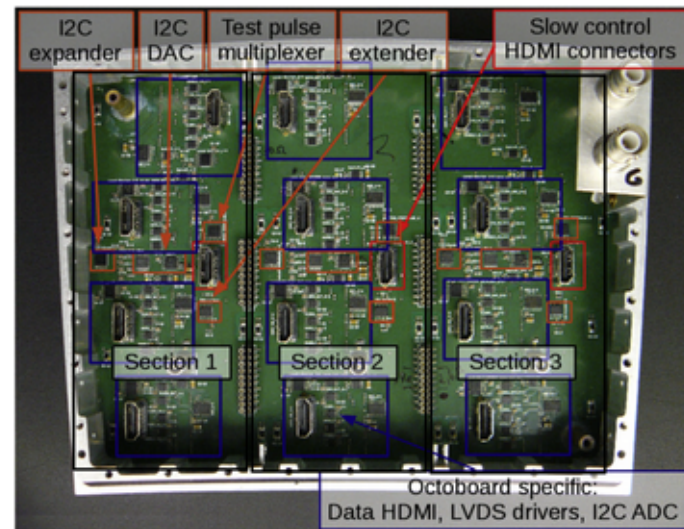 I2C
expander
I2C
DAC
Test pulse
multiplexer
I2C
extender
Slow control
HDMI connectors
2
G
Section 1
Section 2
Section 3
Octoboard specific:
Data HDMI, LVDS drivers, I2C ADC